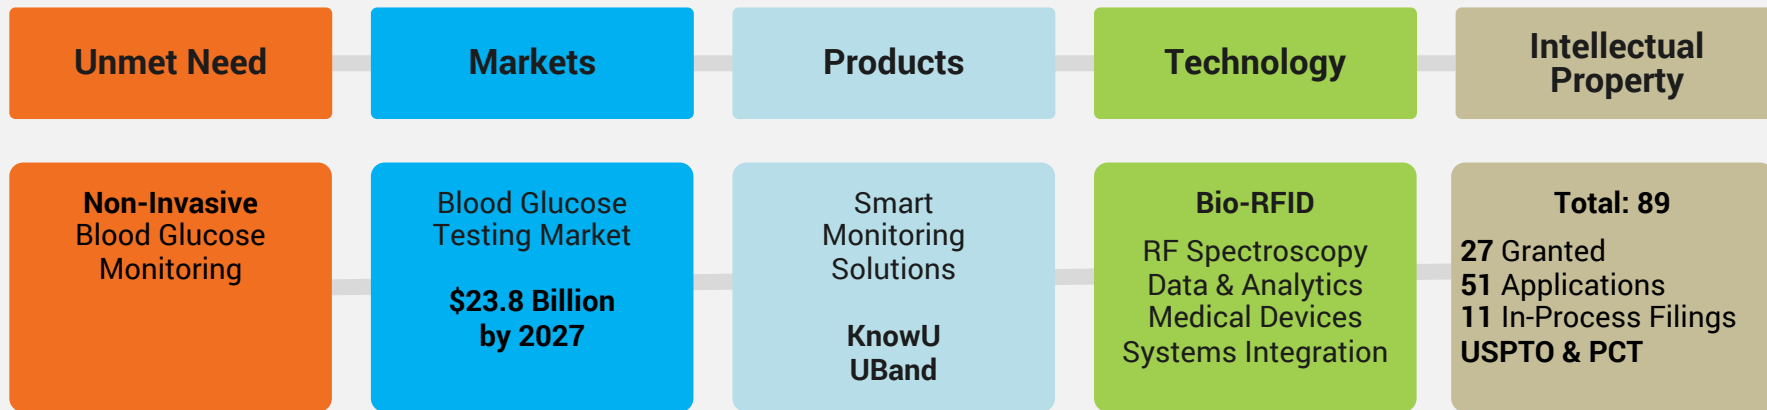 Unmet Need
Markets
Products
Technology
Intellectual
Property
Non-Invasive
Blood Glucose
Monitoring
Blood Glucose
Testing Market
$23.8 Billion
by 2027
Smart
Monitoring
Solutions
KnowU
UBand
Bio-RFID
RF Spectroscopy
Data & Analytics
Medical Devices
Systems Integration
Total: 89
27 Granted
51 Applications
11 In-Process Filings
USPTO & PCT